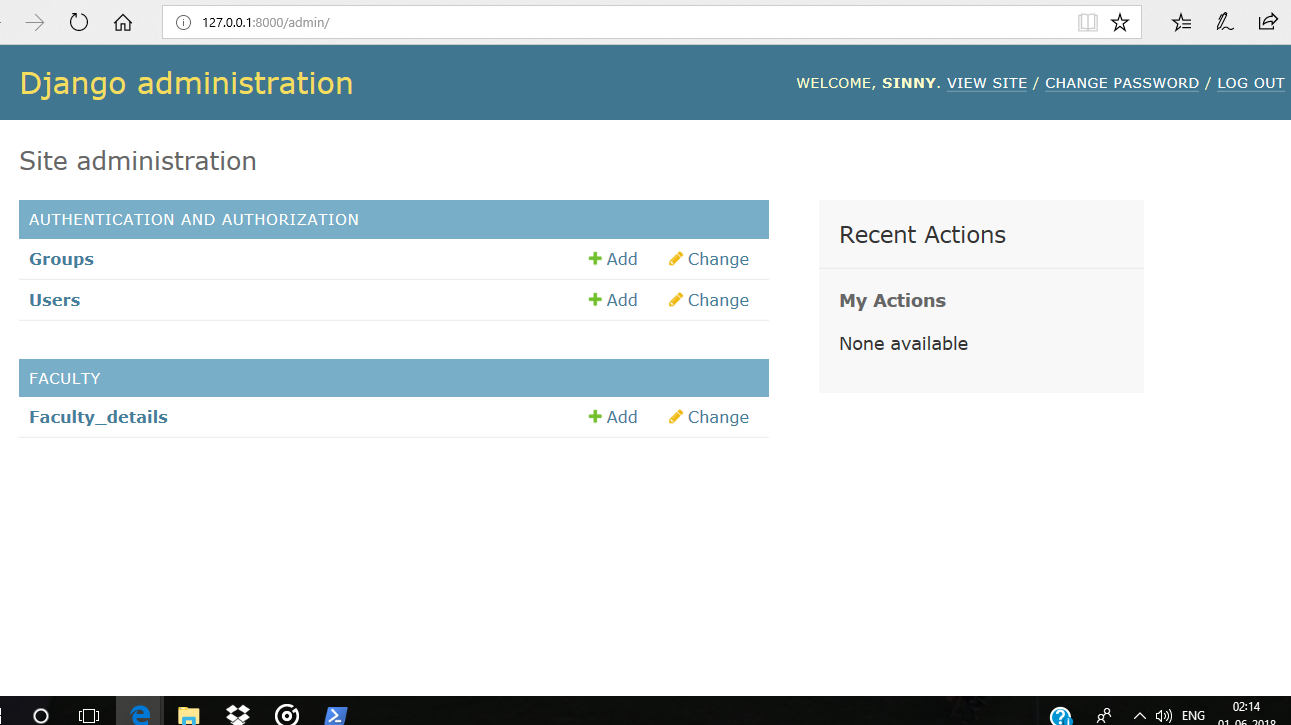 127.0.0.1:8000/admin/
Django administration
WELCOME, SINNY. VIEW SITE / CHANGE PASSWORD / LOG OUT
Site administration
AUTHENTICATION AND AUTHORIZATION
Groups Add Change
Users Add Change
FACULTY
Faculty_details Add Change
Recent Actions
My Actions
None available
ENG
02:14
01-06-2018